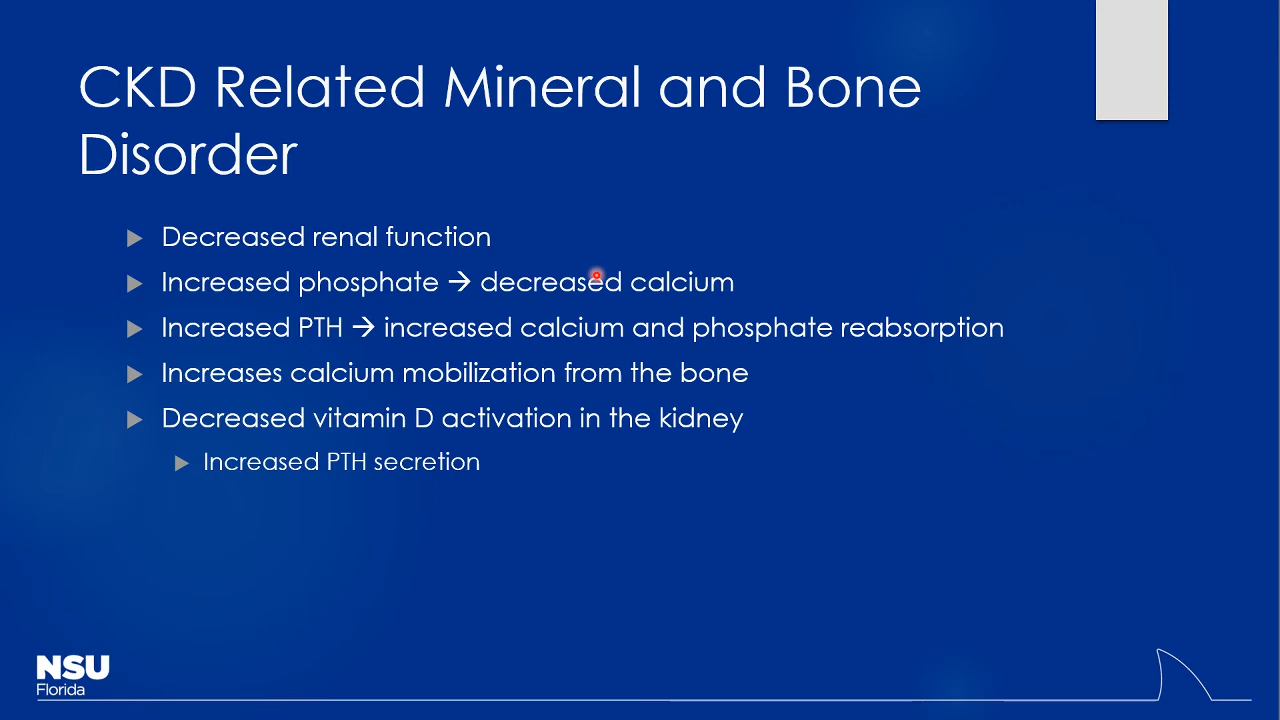 CKD Related Mineral and Bone
Disorder
Decreased renal function
Increased phosphate → decreased calcium
Increased PTH → increased calcium and phosphate reabsorption
Increases calcium mobilization from the bone
Decreased vitamin D activation in the kidney
Increased PTH secretion
NSU
Florida